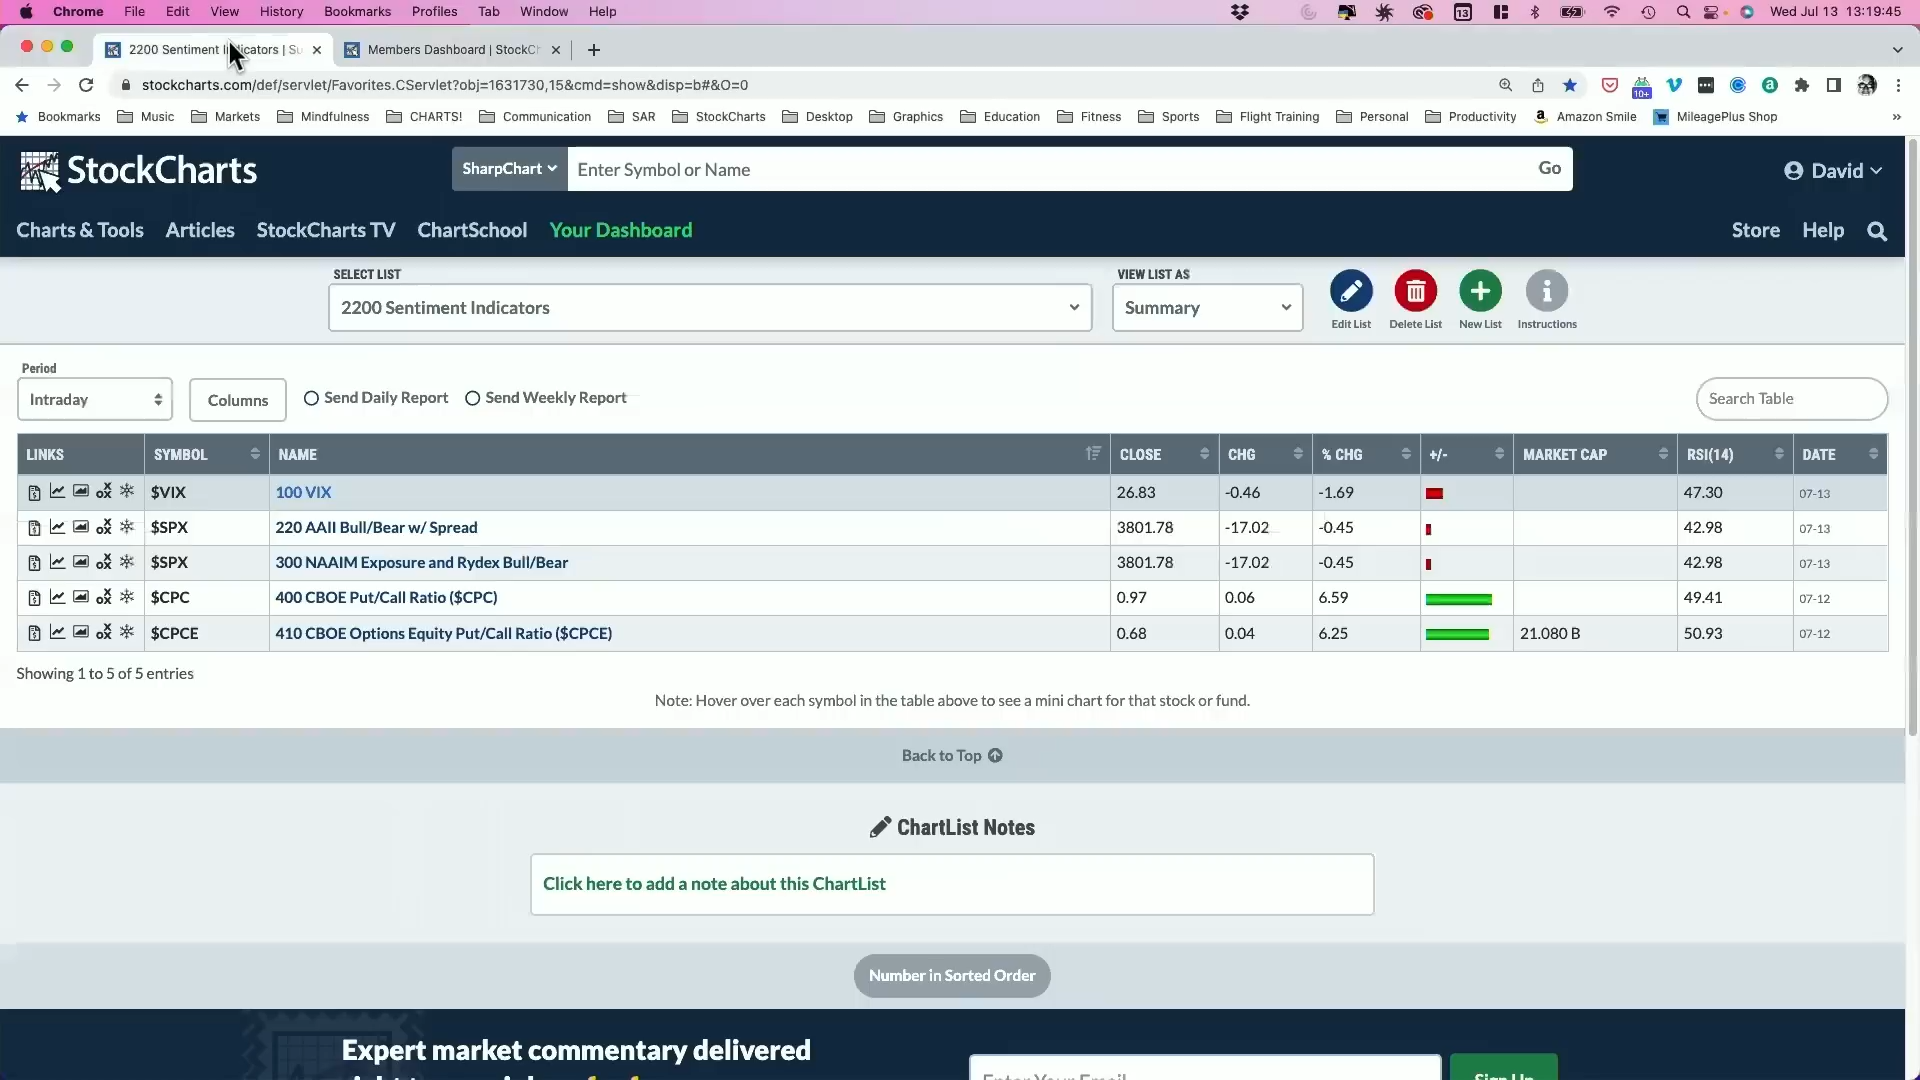 Chrome File Edit View History Bookmarks Profiles Tab Window Help 13 Wed Jul 13 13:19:45
2200 Sentiment Indicators | Su Members Dashboard | StockCh
stockcharts.com/def/servlet/Favorites.CServlet?obj=1631730,15&cmd=show&disp=b#&O=0 10+
Bookmarks Music Markets Mindfulness CHARTS! Communication SAR StockCharts Desktop Graphics Education Fitness Sports Flight Training Personal Productivity Amazon Smile MileagePlus Shop »
StockCharts SharpChart Enter Symbol or Name Go David
Charts & Tools Articles StockCharts TV ChartSchool Your Dashboard Store Help
SELECT LIST VIEW LIST AS
2200 Sentiment Indicators Summary
Edit List Delete List New List Instructions
Period
Intraday Columns Send Daily Report Send Weekly Report Search Table
LINKS SYMBOL NAME CLOSE CHG % CHG +/- MARKET CAP RSI(14) DATE
$VIX 100 VIX 26.83 -0.46 -1.69 47.30 07-13
$SPX 220 AAII Bull/Bear w/ Spread 3801.78 -17.02 -0.45 42.98 07-13
$SPX 300 NAAIM Exposure and Rydex Bull/Bear 3801.78 -17.02 -0.45 42.98 07-13
$CPC 400 CBOE Put/Call Ratio ($CPC) 0.97 0.06 6.59 49.41 07-12
$CPCE 410 CBOE Options Equity Put/Call Ratio ($CPCE) 0.68 0.04 6.25 21.080 B 50.93 07-12
Showing 1 to 5 of 5 entries
Note: Hover over each symbol in the table above to see a mini chart for that stock or fund.
Back to Top
ChartList Notes
Click here to add a note about this ChartList
Number in Sorted Order
Expert market commentary delivered
Enter Your Email Sign Up